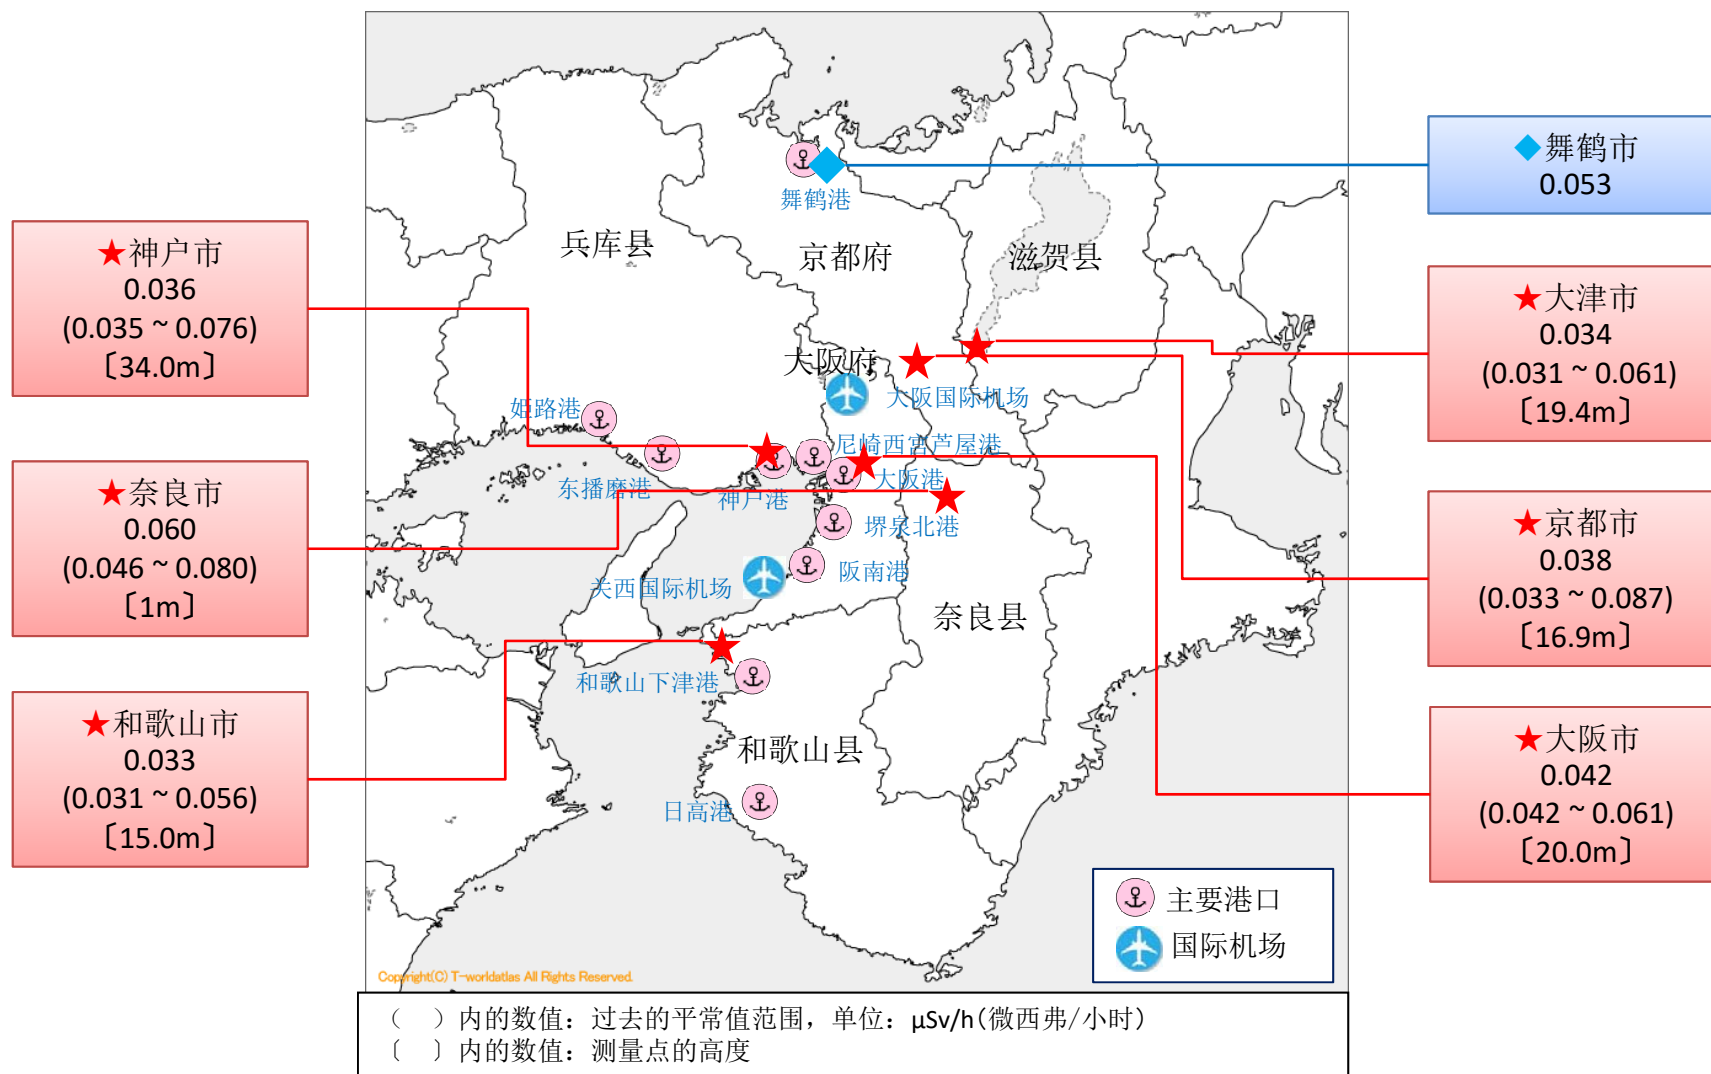 ◆舞鹤市
0.053
★神户市
0.036
(0.035 ~ 0.076)
〔34.0m〕
★奈良市
0.060
(0.046 ~ 0.080)
〔1m〕
★和歌山市
0.033
(0.031 ~ 0.056)
〔15.0m〕
★大津市
0.034
(0.031 ~ 0.061)
〔19.4m〕
★京都市
0.038
(0.033 ~ 0.087)
〔16.9m〕
★大阪市
0.042
(0.042 ~ 0.061)
〔20.0m〕
舞鹤港
兵库县
京都府
滋贺县
大阪府
大阪国际机场
姫路港
尼崎西宫芦屋港
东播磨港
神户港
大阪港
堺泉北港
阪南港
关西国际机场
奈良县
和歌山下津港
和歌山县
日高港
主要港口
国际机场
Copyright(C) T-worldatlas All Rights Reserved.
（　）内的数值：过去的平常值范围，单位：μSv/h(微西弗/小时)
〔　〕内的数值：测量点的高度